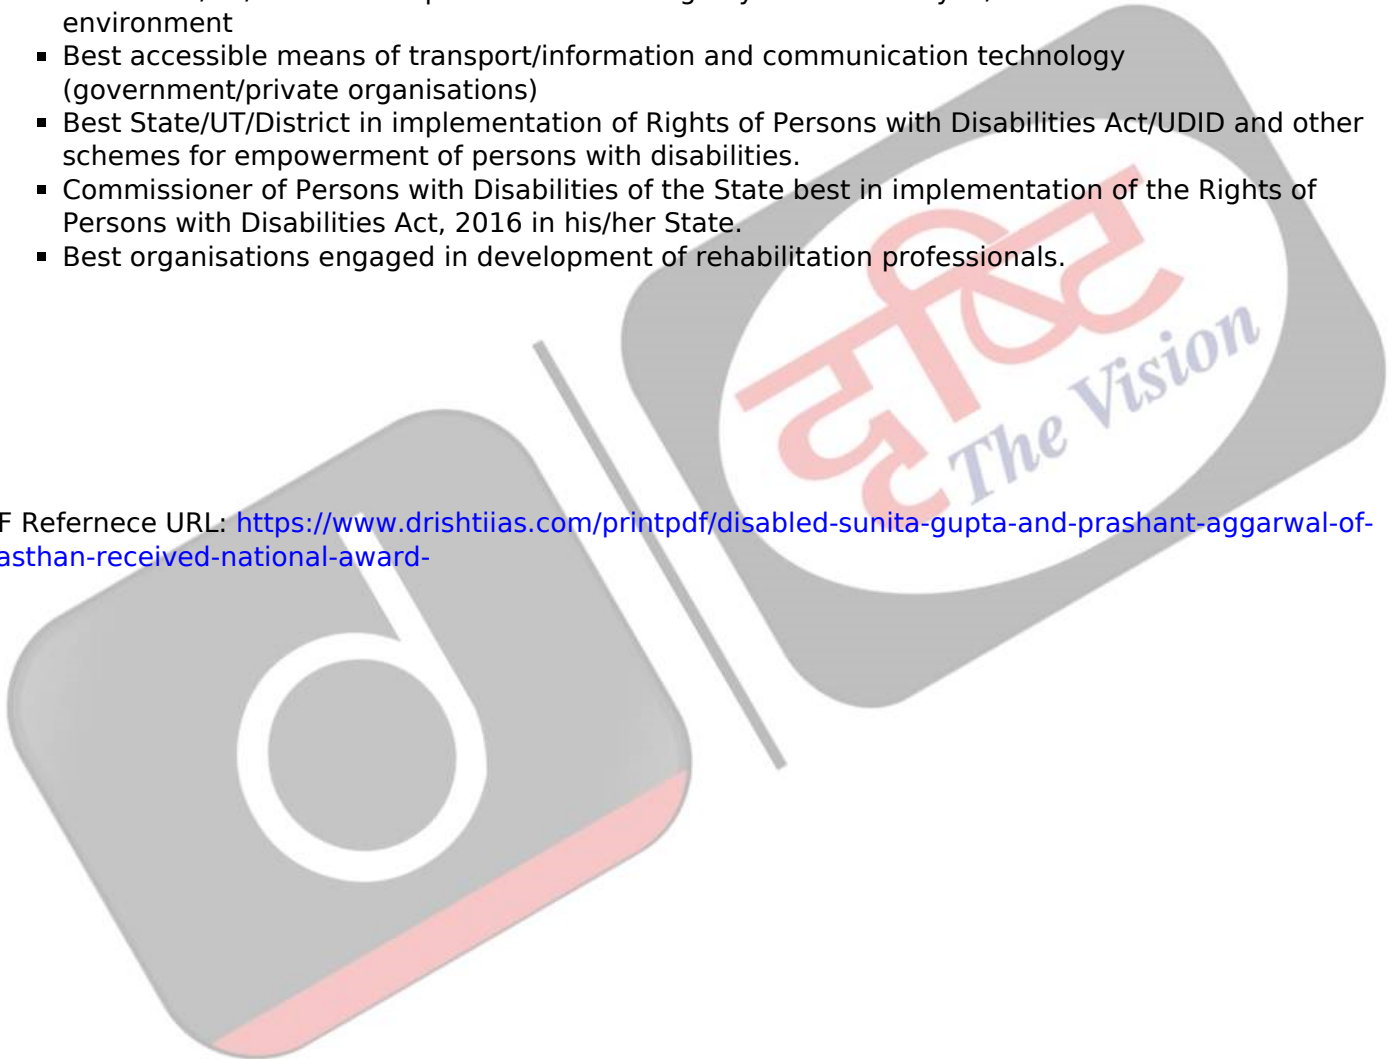 environment
▪ Best accessible means of transport/information and communication technology
(government/private organisations)
▪ Best State/UT/District in implementation of Rights of Persons with Disabilities Act/UDID and other
schemes for empowerment of persons with disabilities.
▪ Commissioner of Persons with Disabilities of the State best in implementation of the Rights of
Persons with Disabilities Act, 2016 in his/her State.
▪ Best organisations engaged in development of rehabilitation professionals.
दृष्टि
The Vision
F Refernece URL: https://www.drishtiias.com/printpdf/disabled-sunita-gupta-and-prashant-aggarwal-of-
asthan-received-national-award-
d